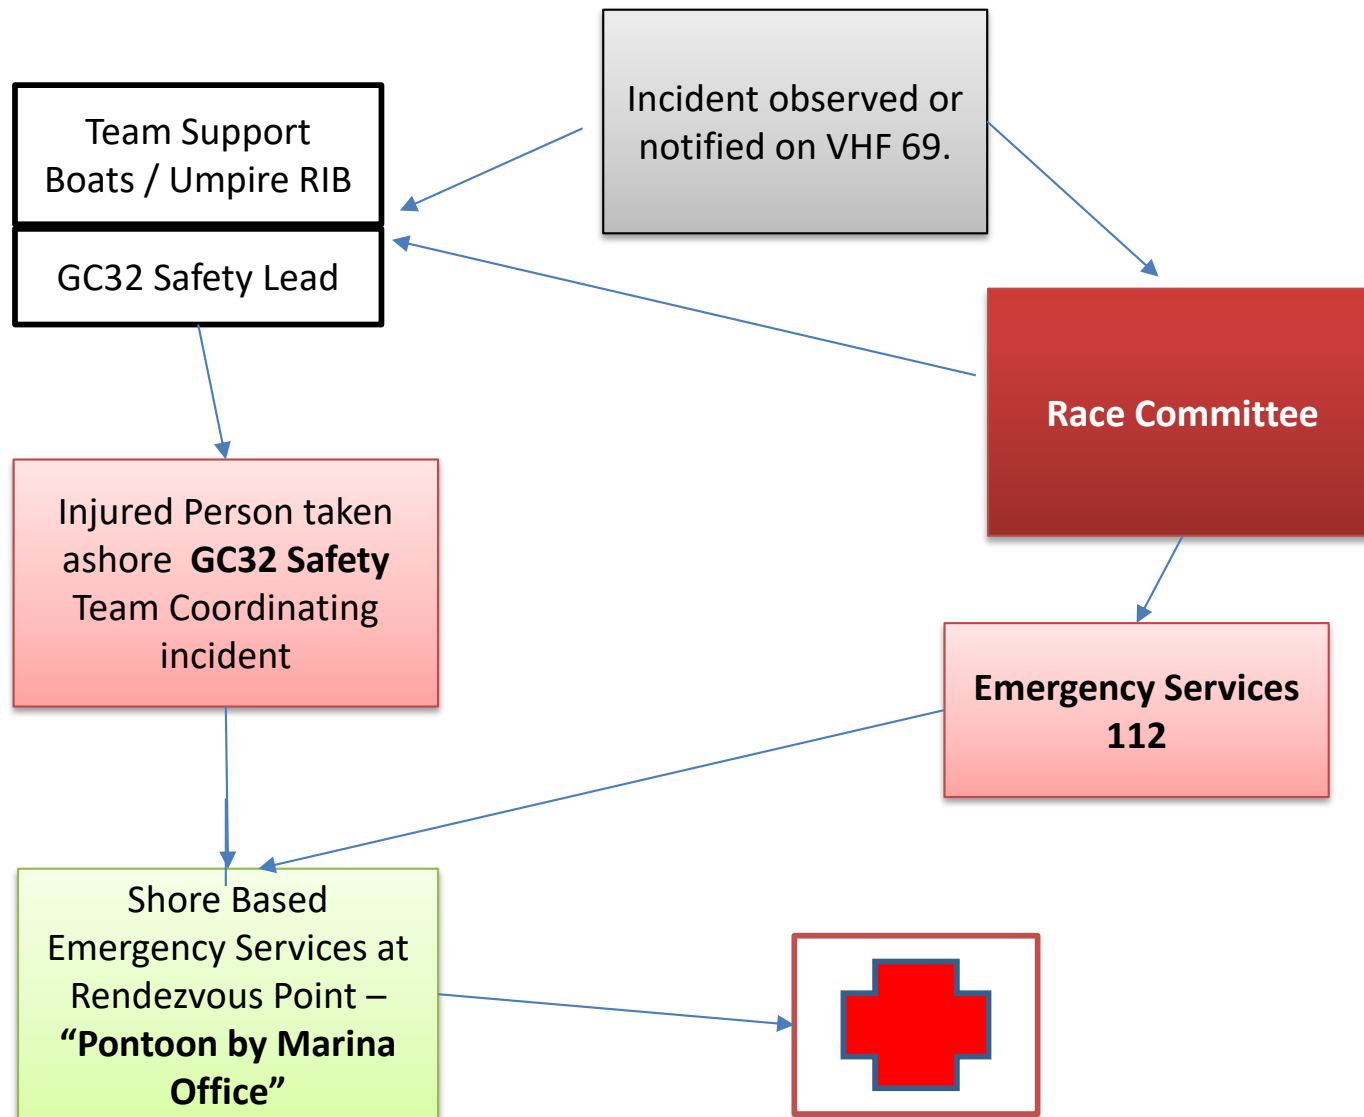 Incident observed or
notified on VHF 69.
Team Support
Boats / Umpire RIB
GC32 Safety Lead
Race Committee
Injured Person taken
ashore GC32 Safety
Team Coordinating
incident
Emergency Services
112
Shore Based
Emergency Services at
Rendezvous Point –
“Pontoon by Marina
Office”